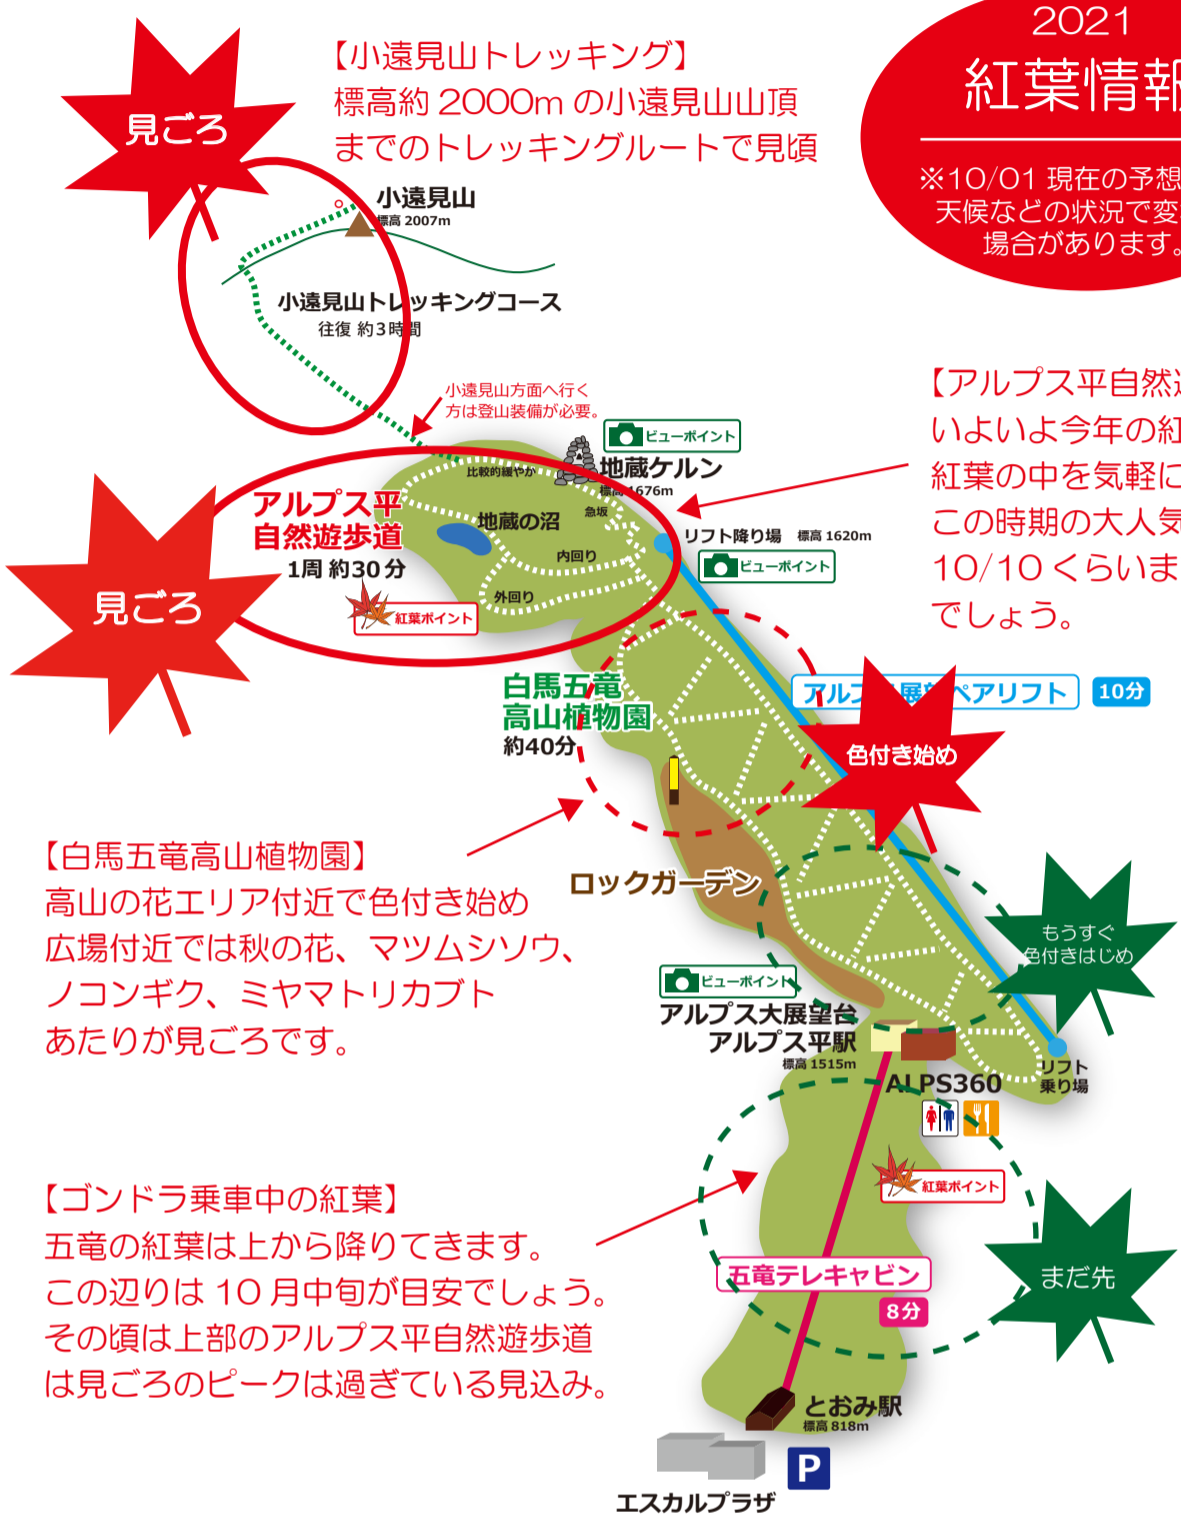 2021
紅葉情報
※10/01 現在の予想
天候などの状況で変
場合があります。
【小遠見山トレッキング】
標高約 2000m の小遠見山山頂
までのトレッキングルートで見頃
見ごろ
小遠見山
標高 2007m
小遠見山トレッキングコース
往復 約3時間
小遠見山方面へ行く
方は登山装備が必要。
ビューポイント
地蔵ケルン
標高 1676m
比較的緩やか
急坂
アルプス平
自然遊歩道
1周 約30分
地蔵の沼
内回り
外回り
紅葉ポイント
見ごろ
リフト降り場 標高 1620m
ビューポイント
【アルプス平自然
いよいよ今年の紅
紅葉の中を気軽に
この時期の大人気
10/10 くらいま
でしょう。
白馬五竜
高山植物園
約40分
アルプス展望ペアリフト 10分
色付き始め
【白馬五竜高山植物園】
高山の花エリア付近で色付き始め
広場付近では秋の花、マツムシソウ、
ノコンギク、ミヤマトリカブト
あたりが見ごろです。
ロックガーデン
もうすぐ
色付きはじめ
ビューポイント
アルプス大展望台
アルプス平駅
標高 1515m
ALPS360
リフト
乗り場
紅葉ポイント
【ゴンドラ乗車中の紅葉】
五竜の紅葉は上から降りてきます。
この辺りは 10 月中旬が目安でしょう。
その頃は上部のアルプス平自然遊歩道
は見ごろのピークは過ぎている見込み。
五竜テレキャビン
8分
まだ先
とおみ駅
標高 818m
P
エスカルプラザ